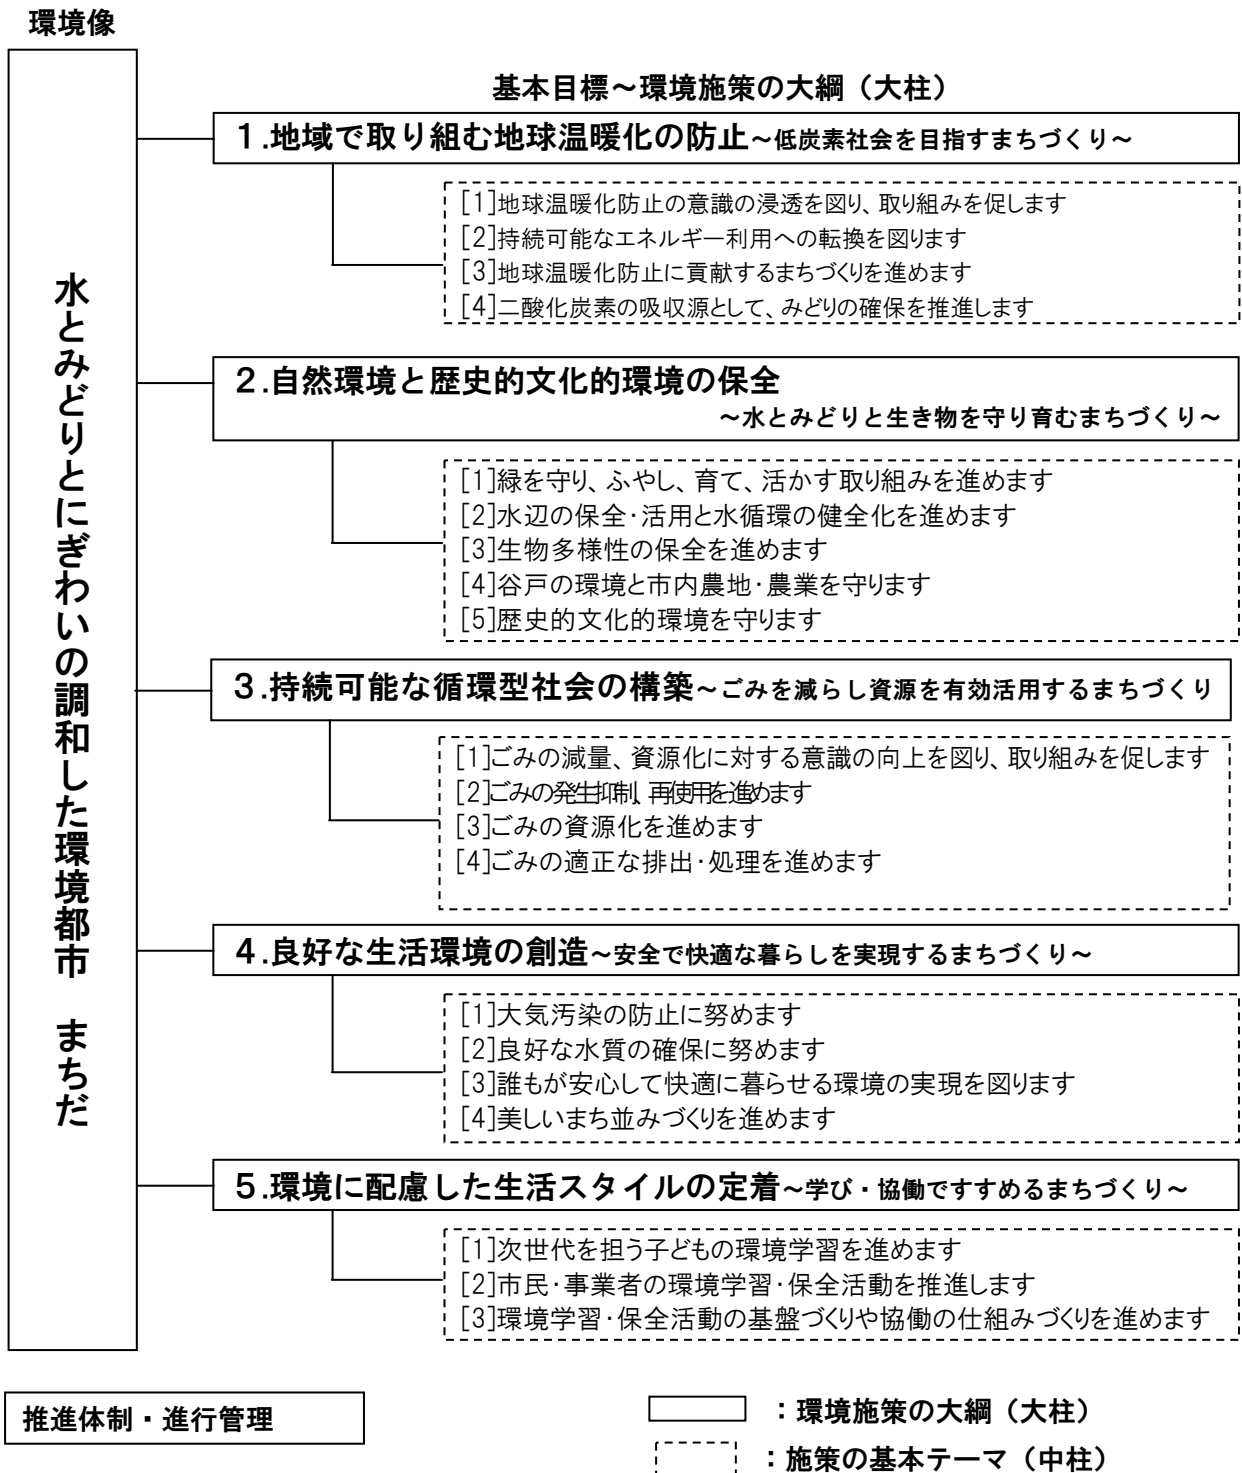 環境像
基本目標～環境施策の大綱（大柱）
水とみどりとにぎわいの調和した環境都市　まちだ
１.地域で取り組む地球温暖化の防止～低炭素社会を目指すまちづくり～
[1]地球温暖化防止の意識の浸透を図り、取り組みを促します
[2]持続可能なエネルギー利用への転換を図ります
[3]地球温暖化防止に貢献するまちづくりを進めます
[4]二酸化炭素の吸収源として、みどりの確保を推進します
２.自然環境と歴史的文化的環境の保全
～水とみどりと生き物を守り育むまちづくり～
[1]緑を守り、ふやし、育て、活かす取り組みを進めます
[2]水辺の保全・活用と水循環の健全化を進めます
[3]生物多様性の保全を進めます
[4]谷戸の環境と市内農地・農業を守ります
[5]歴史的文化的環境を守ります
３.持続可能な循環型社会の構築～ごみを減らし資源を有効活用するまちづくり
[1]ごみの減量、資源化に対する意識の向上を図り、取り組みを促します
[2]ごみの発生抑制、再使用を進めます
[3]ごみの資源化を進めます
[4]ごみの適正な排出・処理を進めます
４.良好な生活環境の創造～安全で快適な暮らしを実現するまちづくり～
[1]大気汚染の防止に努めます
[2]良好な水質の確保に努めます
[3]誰もが安心して快適に暮らせる環境の実現を図ります
[4]美しいまち並みづくりを進めます
５.環境に配慮した生活スタイルの定着～学び・協働ですすめるまちづくり～
[1]次世代を担う子どもの環境学習を進めます
[2]市民・事業者の環境学習・保全活動を推進します
[3]環境学習・保全活動の基盤づくりや協働の仕組みづくりを進めます
推進体制・進行管理
：環境施策の大綱（大柱）
：施策の基本テーマ（中柱）